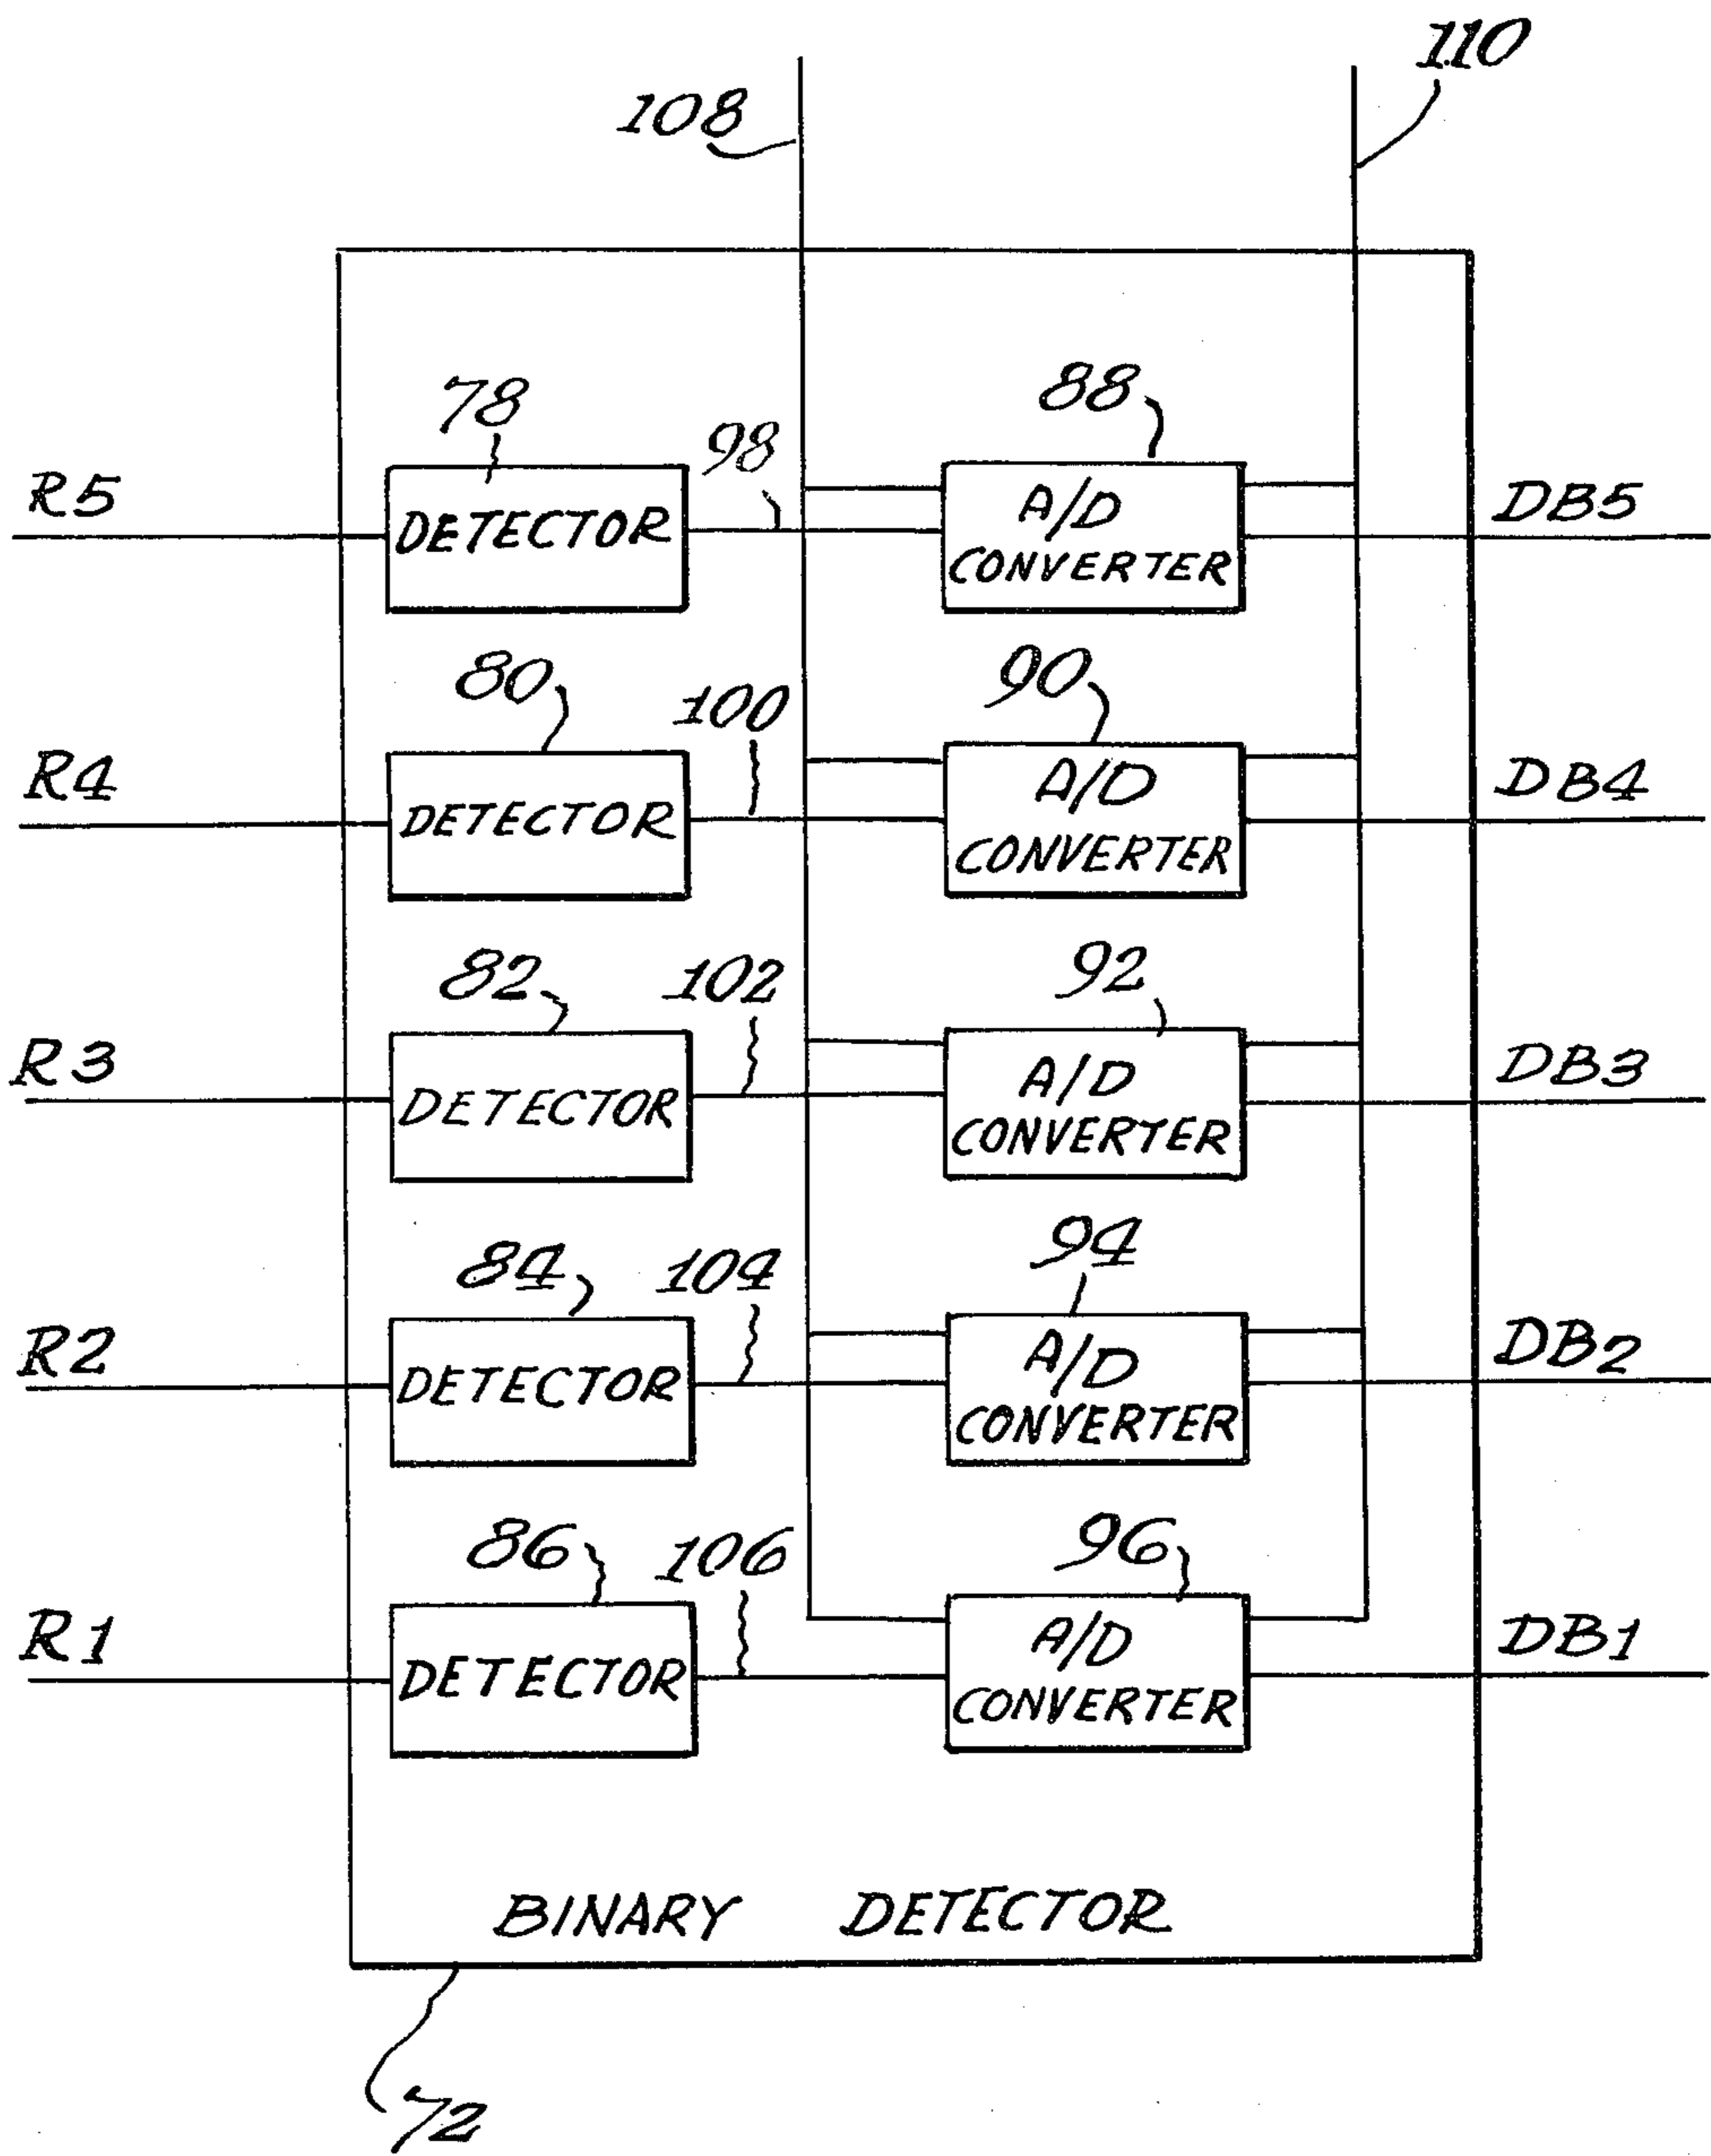 110
108
78
98
88
R5
DETECTOR
A/D
CONVERTER
DB5
80
100
90
R4
DETECTOR
A/D
CONVERTER
DB4
82
102
92
R3
DETECTOR
A/D
CONVERTER
DB3
84
104
94
R2
DETECTOR
A/D
CONVERTER
DB2
86
106
96
R1
DETECTOR
A/D
CONVERTER
DB1
BINARY DETECTOR
72